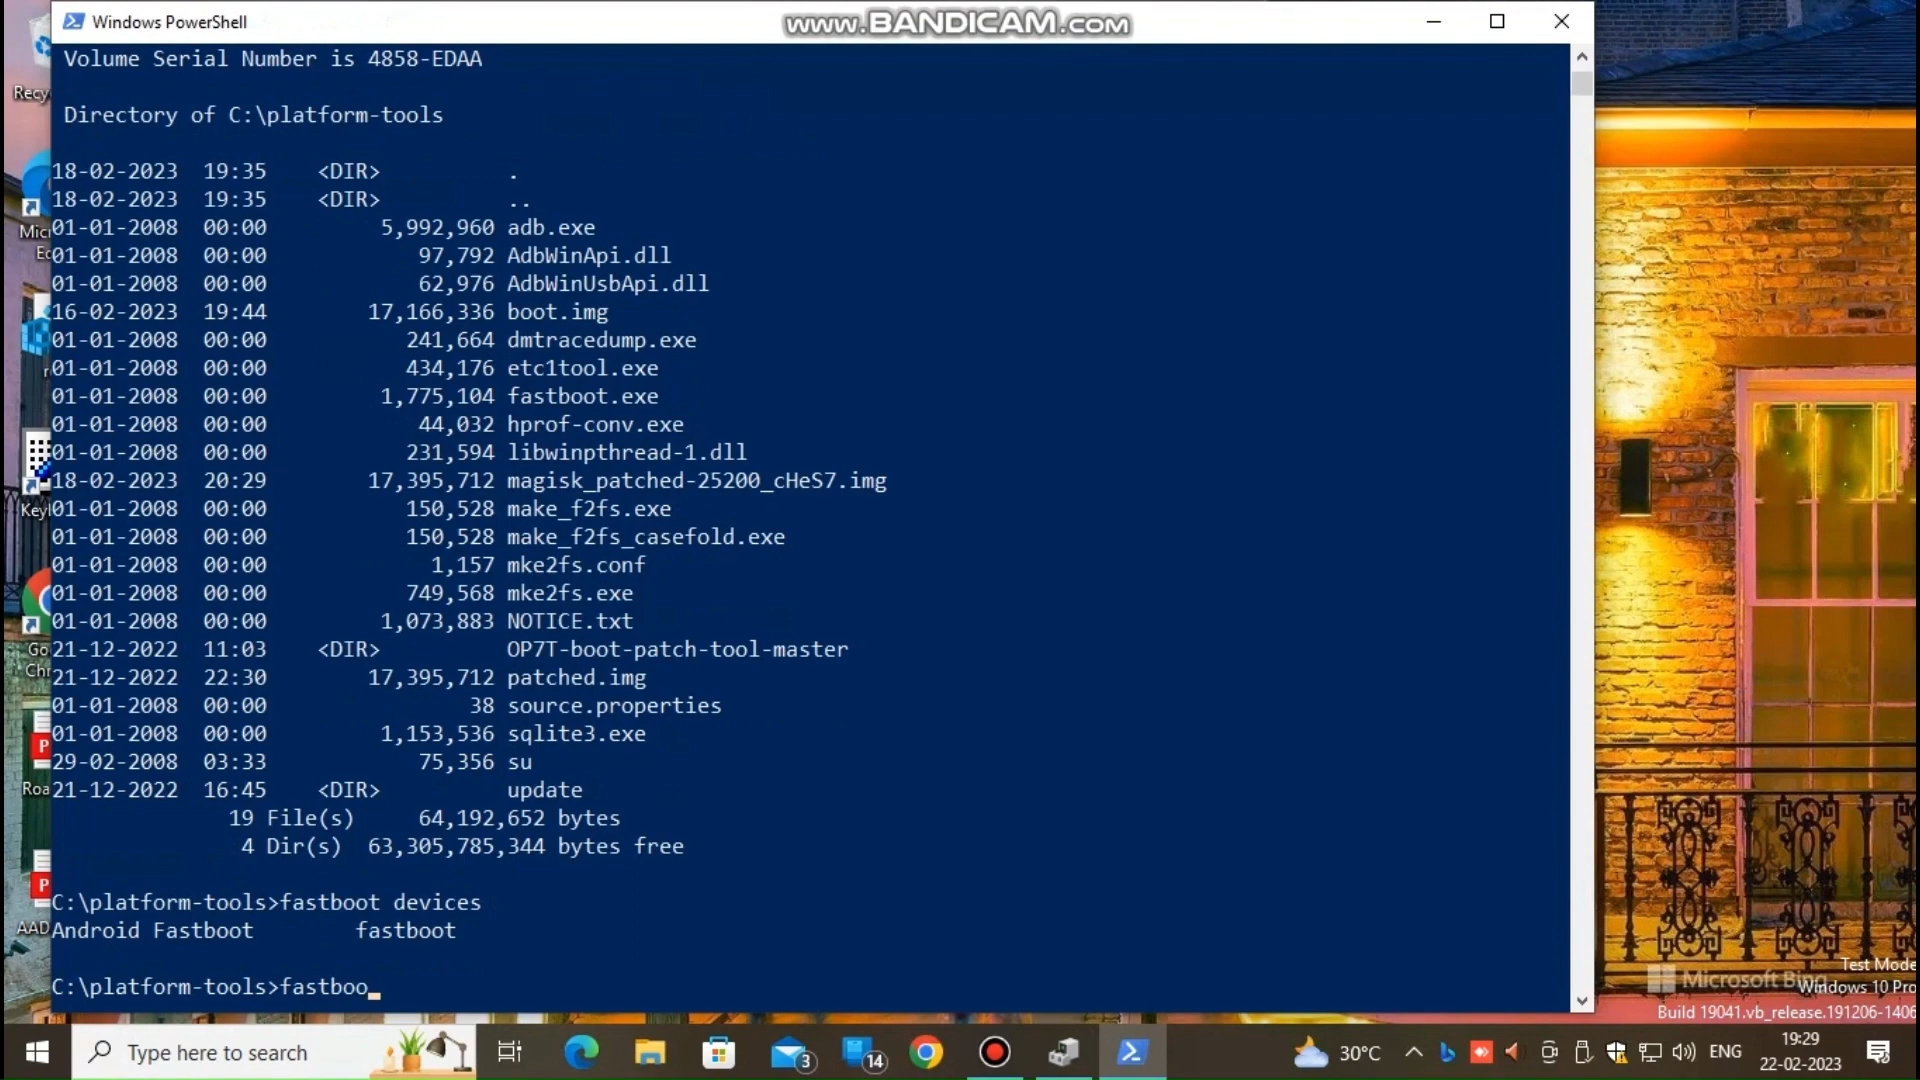 Windows PowerShell
www.BANDICAM.com
Volume Serial Number is 4858-EDAA
Directory of C:\platform-tools
18-02-2023 19:35 <DIR> .
18-02-2023 19:35 <DIR> ..
01-01-2008 00:00 5,992,960 adb.exe
01-01-2008 00:00 97,792 AdbWinApi.dll
01-01-2008 00:00 62,976 AdbWinUsbApi.dll
16-02-2023 19:44 17,166,336 boot.img
01-01-2008 00:00 241,664 dmtracedump.exe
01-01-2008 00:00 434,176 etc1tool.exe
01-01-2008 00:00 1,775,104 fastboot.exe
01-01-2008 00:00 44,032 hprof-conv.exe
01-01-2008 00:00 231,594 libwinpthread-1.dll
18-02-2023 20:29 17,395,712 magisk_patched-25200_cHeS7.img
01-01-2008 00:00 150,528 make_f2fs.exe
01-01-2008 00:00 150,528 make_f2fs_casefold.exe
01-01-2008 00:00 1,157 mke2fs.conf
01-01-2008 00:00 749,568 mke2fs.exe
01-01-2008 00:00 1,073,883 NOTICE.txt
21-12-2022 11:03 <DIR> OP7T-boot-patch-tool-master
21-12-2022 22:30 17,395,712 patched.img
01-01-2008 00:00 38 source.properties
01-01-2008 00:00 1,153,536 sqlite3.exe
29-02-2008 03:33 75,356 su
21-12-2022 16:45 <DIR> update
19 File(s) 64,192,652 bytes
4 Dir(s) 63,305,785,344 bytes free
C:\platform-tools>fastboot devices
Android Fastboot fastboot
C:\platform-tools>fastboo_
Recy
Mic
Ec
Keyl
Go
Chr
Roa
AAD
Microsoft Bing
Test Mode
Windows 10 Pro
Build 19041.vb_release.191206-1406
Type here to search
3
14
30°C
ENG
19:29
22-02-2023